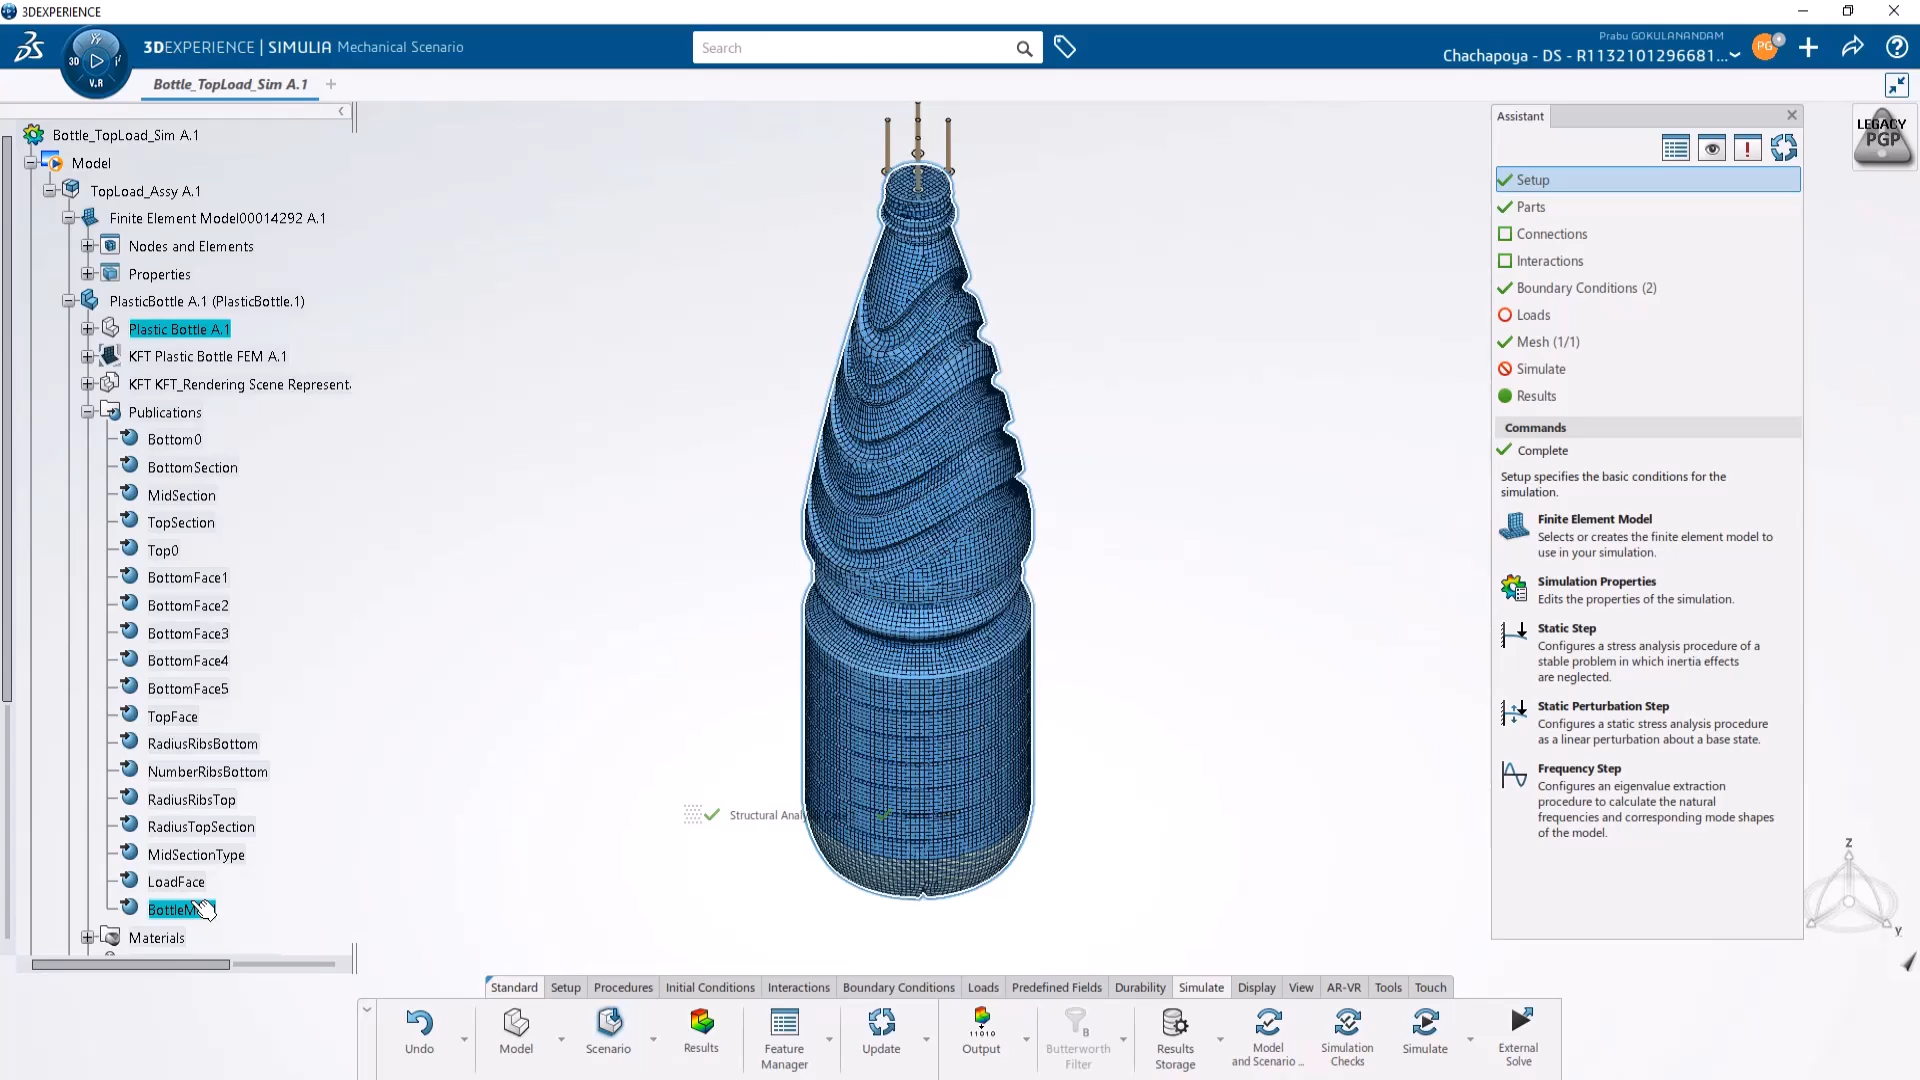 3DEXPERIENCE
3DEXPERIENCE | SIMULIA Mechanical Scenario
Search
Prabu GOKULANANDAM
Chachapoya - DS - R1132101296681...
PG
3D
V.R
Bottle_TopLoad_Sim A.1
Bottle_TopLoad_Sim A.1
Model
TopLoad_Assy A.1
Finite Element Model00014292 A.1
Nodes and Elements
Properties
PlasticBottle A.1 (PlasticBottle.1)
Plastic Bottle A.1
KFT Plastic Bottle FEM A.1
KFT KFT_Rendering Scene Represent
Publications
Bottom0
BottomSection
MidSection
TopSection
Top0
BottomFace1
BottomFace2
BottomFace3
BottomFace4
BottomFace5
TopFace
RadiusRibsBottom
NumberRibsBottom
RadiusRibsTop
RadiusTopSection
MidSectionType
LoadFace
BottleM
Materials
Structural Analy
Assistant
LEGACY
PGP
Setup
Parts
Connections
Interactions
Boundary Conditions (2)
Loads
Mesh (1/1)
Simulate
Results
Commands
Complete
Setup specifies the basic conditions for the
simulation.
Finite Element Model
Selects or creates the finite element model to
use in your simulation.
Simulation Properties
Edits the properties of the simulation.
Static Step
Configures a stress analysis procedure of a
stable problem in which inertia effects
are neglected.
Static Perturbation Step
Configures a static stress analysis procedure
as a linear perturbation about a base state.
Frequency Step
Configures an eigenvalue extraction
procedure to calculate the natural
frequencies and corresponding mode shapes
of the model.
z
y
Standard Setup Procedures Initial Conditions Interactions Boundary Conditions Loads Predefined Fields Durability Simulate Display View AR-VR Tools Touch
Undo
Model
Scenario
Results
Feature
Manager
Update
11010
Output
B
Butterworth
Filter
Results
Storage
Model
and Scenario ...
Simulation
Checks
Simulate
External
Solve